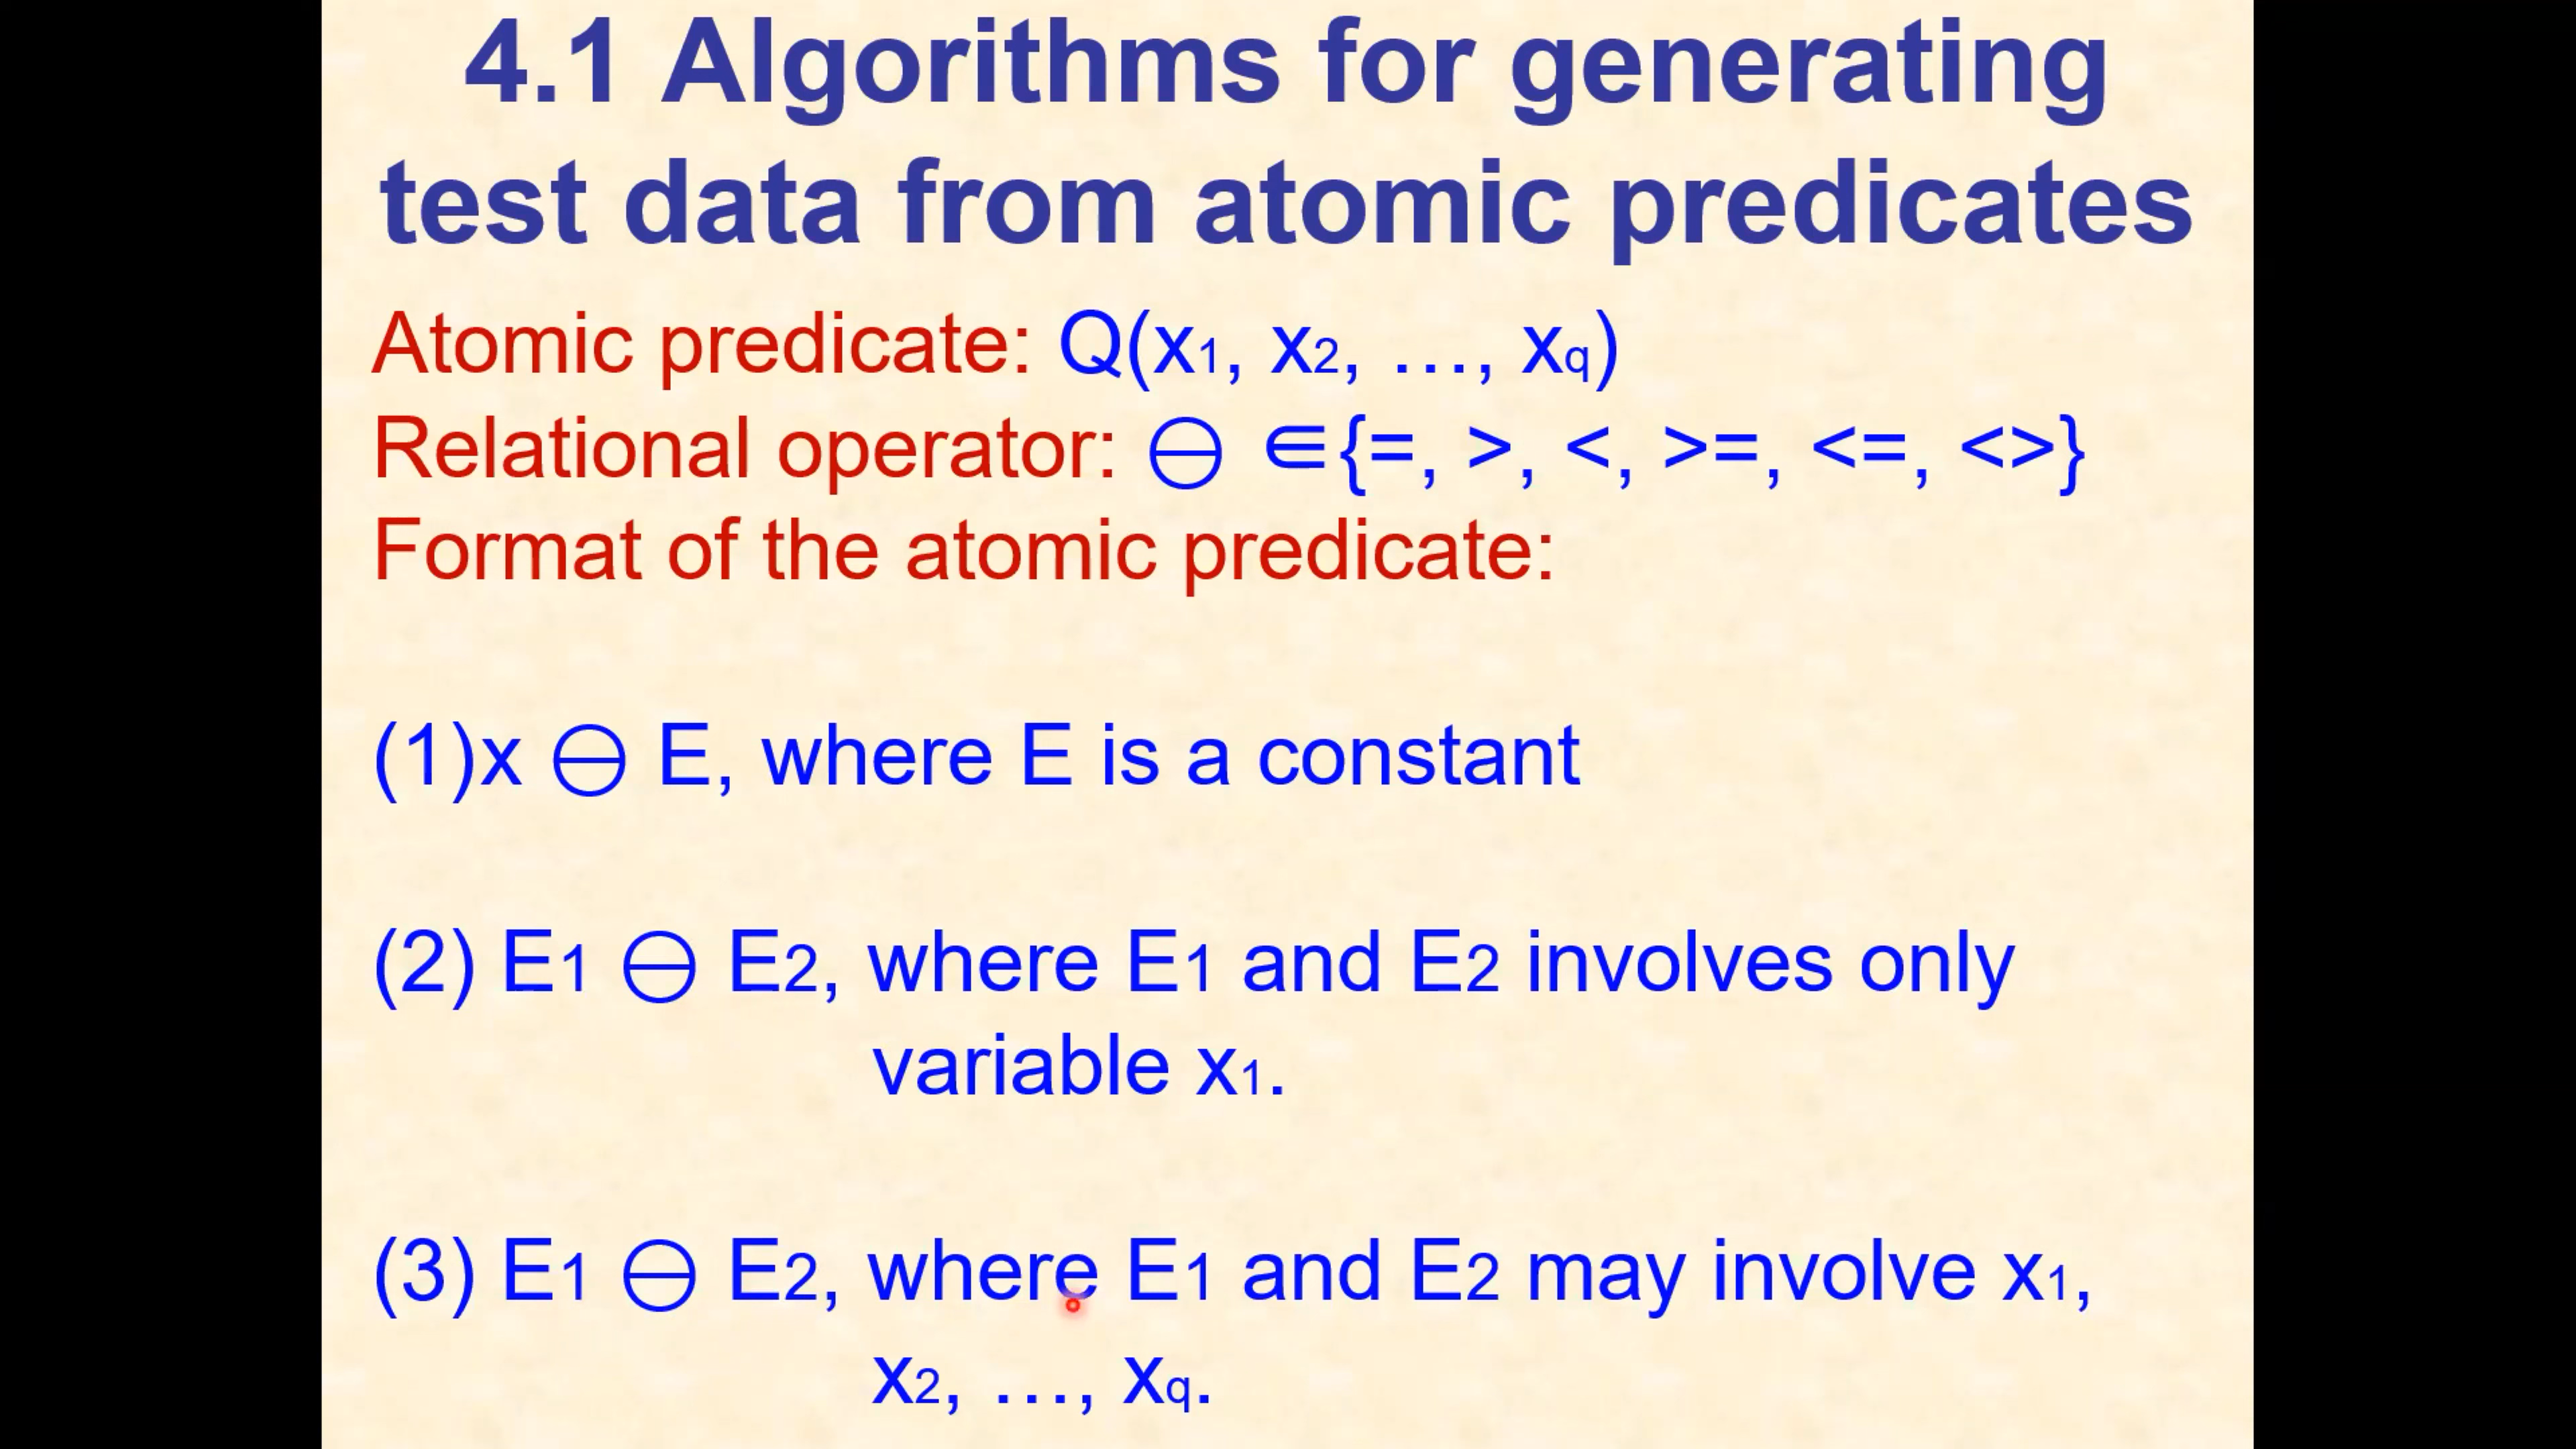 4.1 Algorithms for generating
test data from atomic predicates
Atomic predicate: Q(x1, x2, …, xq)
Relational operator: ⊖ ∈{=, >, <, >=, <=, <>}
Format of the atomic predicate:
(1)x ⊖ E, where E is a constant
(2) E1 ⊖ E2, where E1 and E2 involves only
variable x1.
(3) E1 ⊖ E2, where E1 and E2 may involve x1,
x2, …, xq.